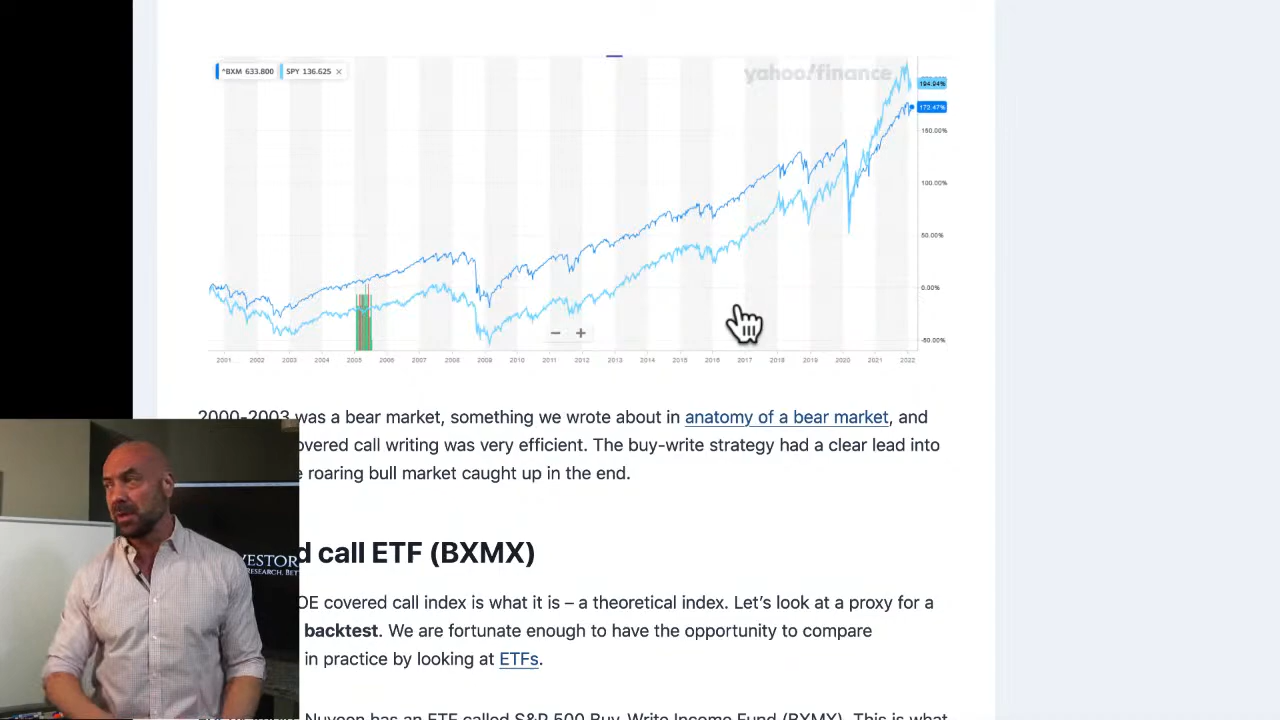 ^BXM 633.800 SPY 136.625 ×
yahoo!finance
194.94%
172.47%
150.00%
100.00%
50.00%
0.00%
-50.00%
2001 2002 2003 2004 2005 2006 2007 2008 2009 2010 2011 2012 2013 2014 2015 2016 2017 2018 2019 2020 2021 2022
2000-2003 was a bear market, something we wrote about in anatomy of a bear market, and
overed call writing was very efficient. The buy-write strategy had a clear lead into
roaring bull market caught up in the end.
d call ETF (BXMX)
OE covered call index is what it is – a theoretical index. Let's look at a proxy for a
backtest. We are fortunate enough to have the opportunity to compare
in practice by looking at ETFs.
Nuveen has an ETF called S&P 500 Buy-Write Income Fund (BXMX). This is what
VESTOR
RESEARCH. BET